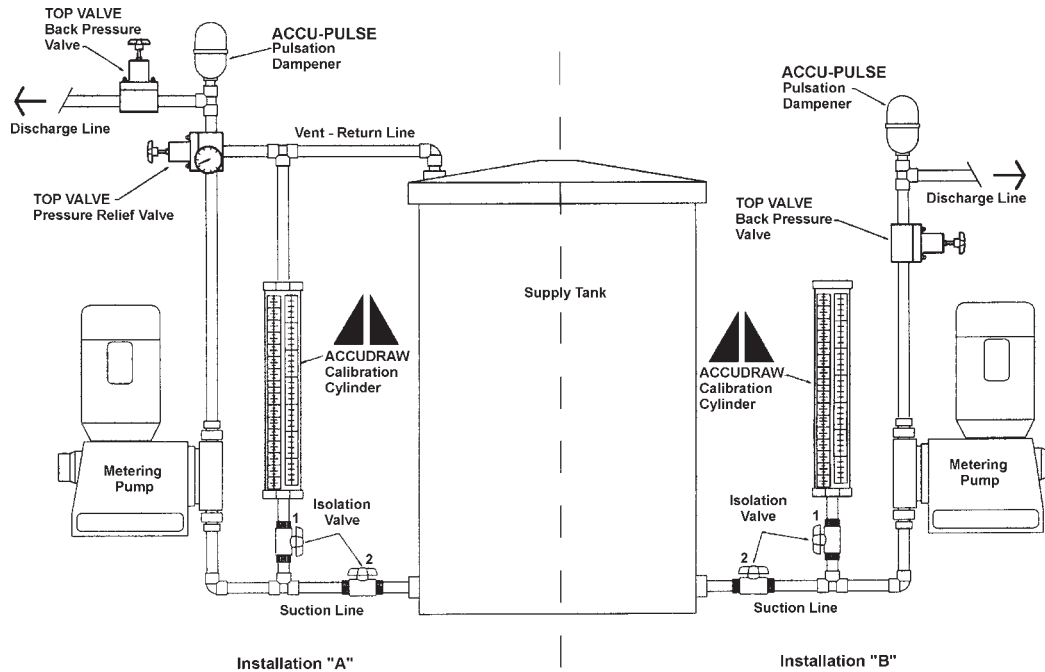 TOP VALVE
Back Pressure
Valve
ACCU-PULSE
Pulsation
Dampener
Discharge Line
Vent - Return Line
TOP VALVE
Pressure Relief Valve
ACCUDRAW
Calibration
Cylinder
Metering
Pump
Isolation
Valve
1
2
Suction Line
Installation "A"
Supply Tank
ACCU-PULSE
Pulsation
Dampener
Discharge Line
TOP VALVE
Back Pressure
Valve
ACCUDRAW
Calibration
Cylinder
Metering
Pump
Isolation
Valve
1
2
Suction Line
Installation "B"